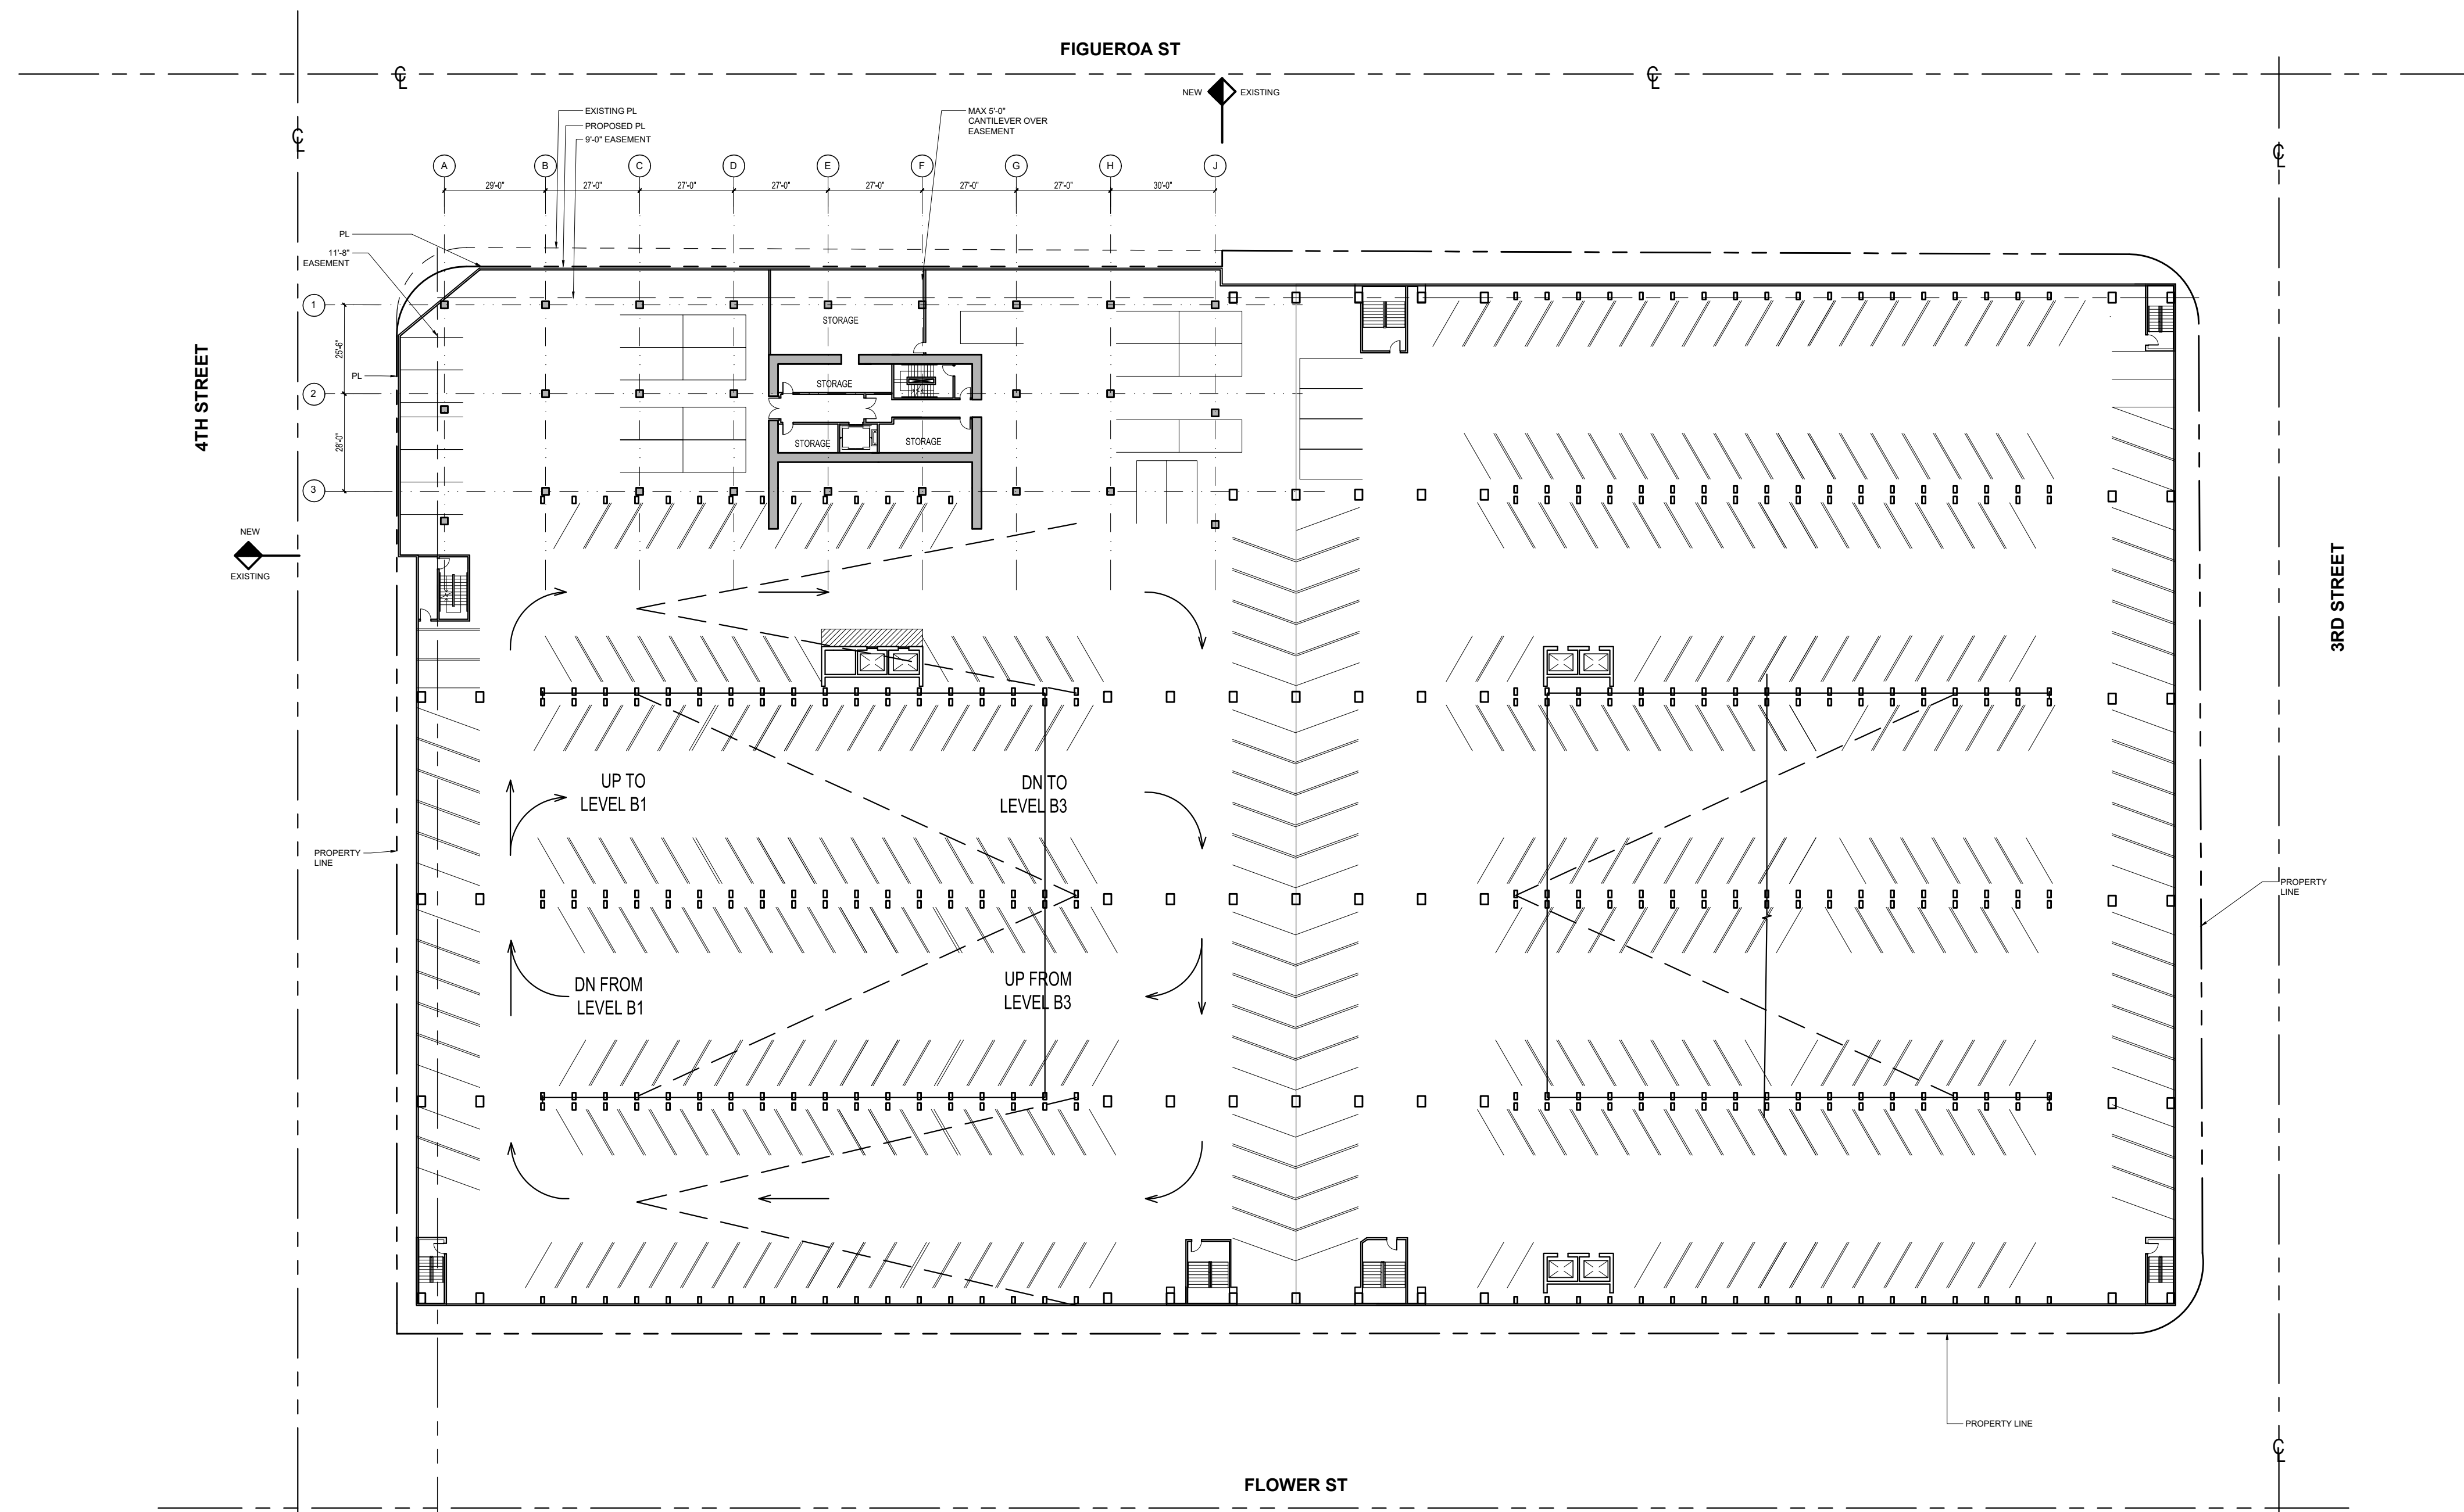 FIGUEROA ST
NEW
EXISTING
EXISTING PL
PROPOSED PL
9'-0" EASEMENT
MAX 5'-0"
CANTILEVER OVER
EASEMENT
A
B
C
D
E
F
G
H
J
29'-0"
27'-0"
27'-0"
27'-0"
27'-0"
27'-0"
27'-0"
30'-0"
PL
11'-8"
EASEMENT
1
25'-6"
PL
2
28'-0"
3
4TH STREET
STORAGE
STORAGE
STORAGE
STORAGE
NEW
EXISTING
3RD STREET
UP TO
LEVEL B1
DN TO
LEVEL B3
PROPERTY
LINE
PROPERTY
LINE
DN FROM
LEVEL B1
UP FROM
LEVEL B3
PROPERTY LINE
FLOWER ST